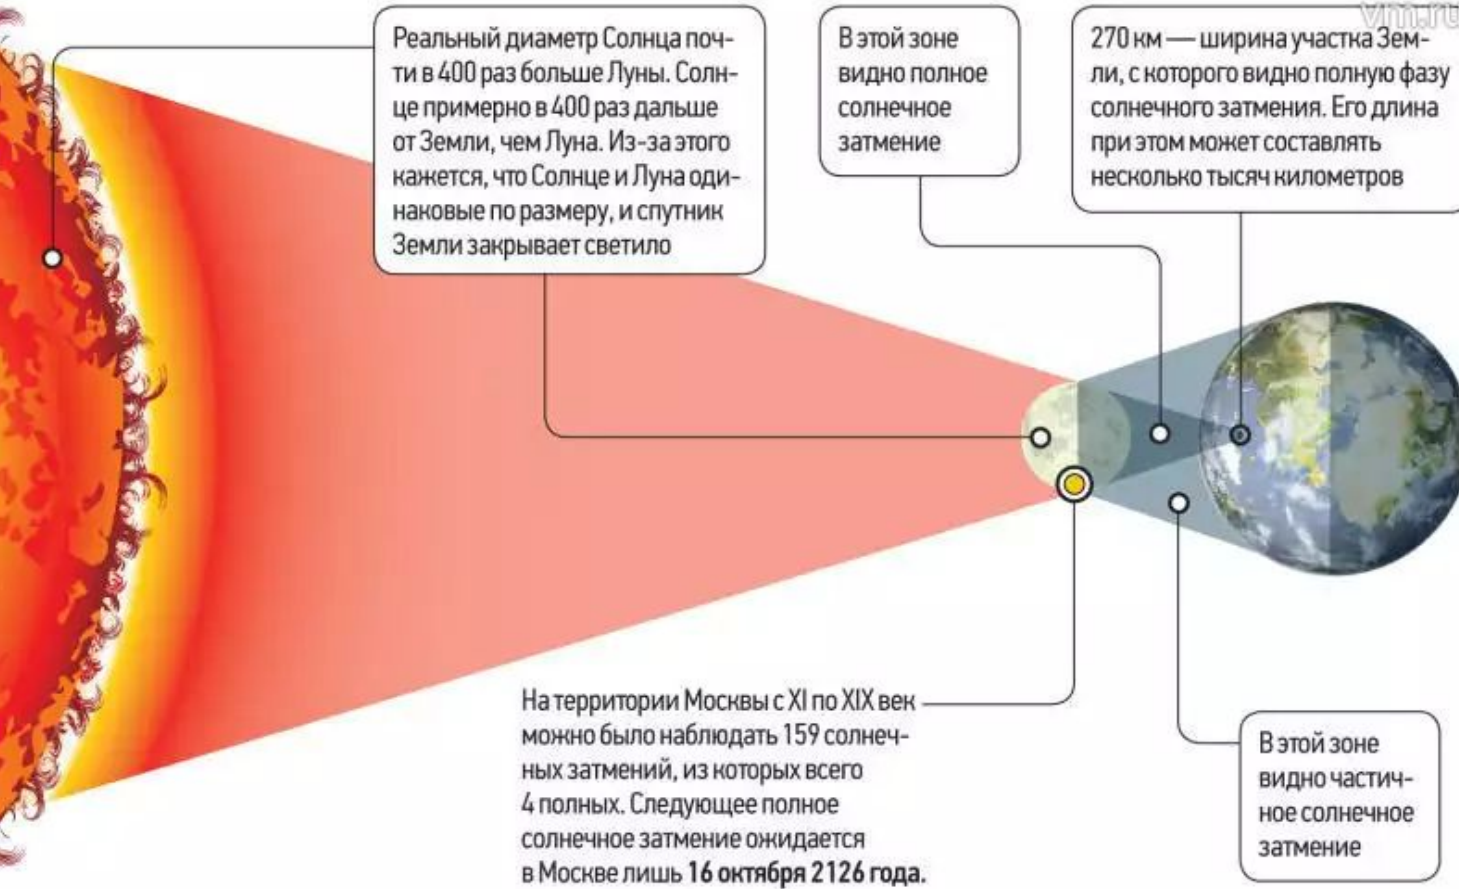 vm.ru
Реальный диаметр Солнца поч-
ти в 400 раз больше Луны. Солн-
це примерно в 400 раз дальше
от Земли, чем Луна. Из-за этого
кажется, что Солнце и Луна оди-
наковые по размеру, и спутник
Земли закрывает светило
В этой зоне
видно полное
солнечное
затмение
270 км — ширина участка Зем-
ли, с которого видно полную фазу
солнечного затмения. Его длина
при этом может составлять
несколько тысяч километров
На территории Москвы с XI по XIX век
можно было наблюдать 159 солнеч-
ных затмений, из которых всего
4 полных. Следующее полное
солнечное затмение ожидается
в Москве лишь 16 октября 2126 года.
В этой зоне
видно частич-
ное солнечное
затмение